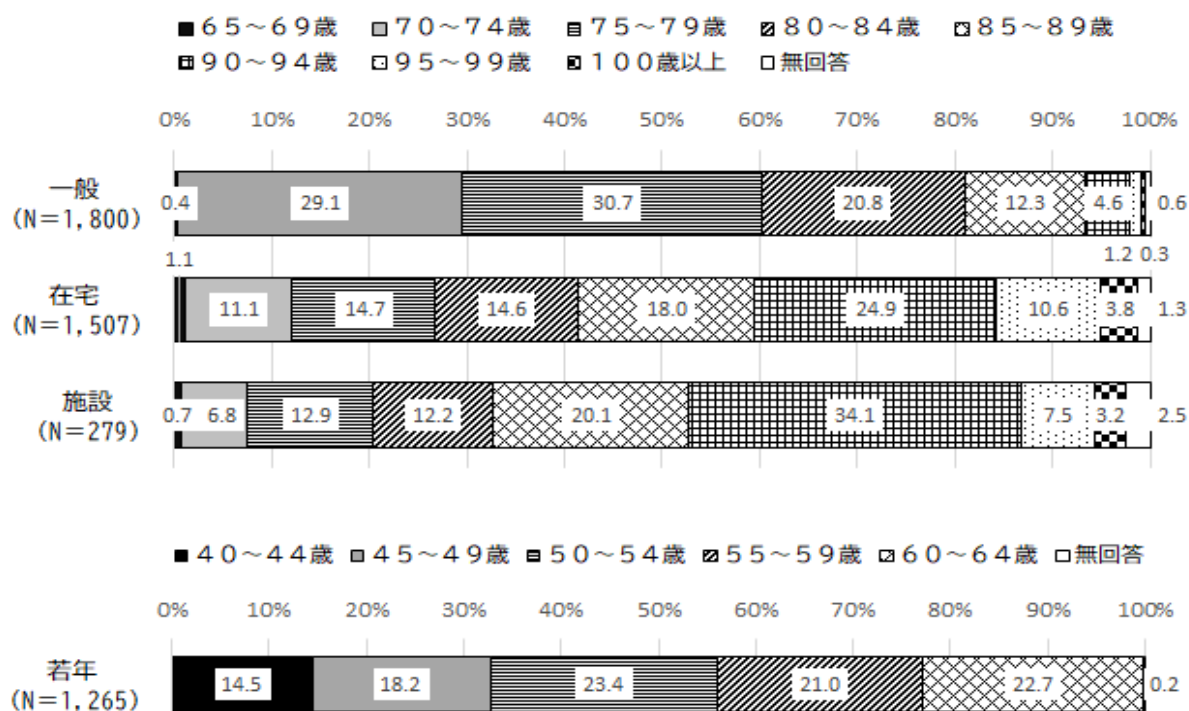 ■65~69歳 ■70~74歳 ■75~79歳 ■80~84歳 ■85~89歳
■90~94歳 □95~99歳 ■100歳以上 □無回答
0% 10% 20% 30% 40% 50% 60% 70% 80% 90% 100%
一般
(N=1,800)
0.4 29.1 30.7 20.8 12.3 4.6 0.6
1.1 1.2 0.3
在宅
(N=1,507)
11.1 14.7 14.6 18.0 24.9 10.6 3.8 1.3
施設
(N=279)
0.7 6.8 12.9 12.2 20.1 34.1 7.5 3.2 2.5
■40~44歳 ■45~49歳 ■50~54歳 ■55~59歳 □60~64歳 □無回答
0% 10% 20% 30% 40% 50% 60% 70% 80% 90% 100%
若年
(N=1,265)
14.5 18.2 23.4 21.0 22.7 0.2